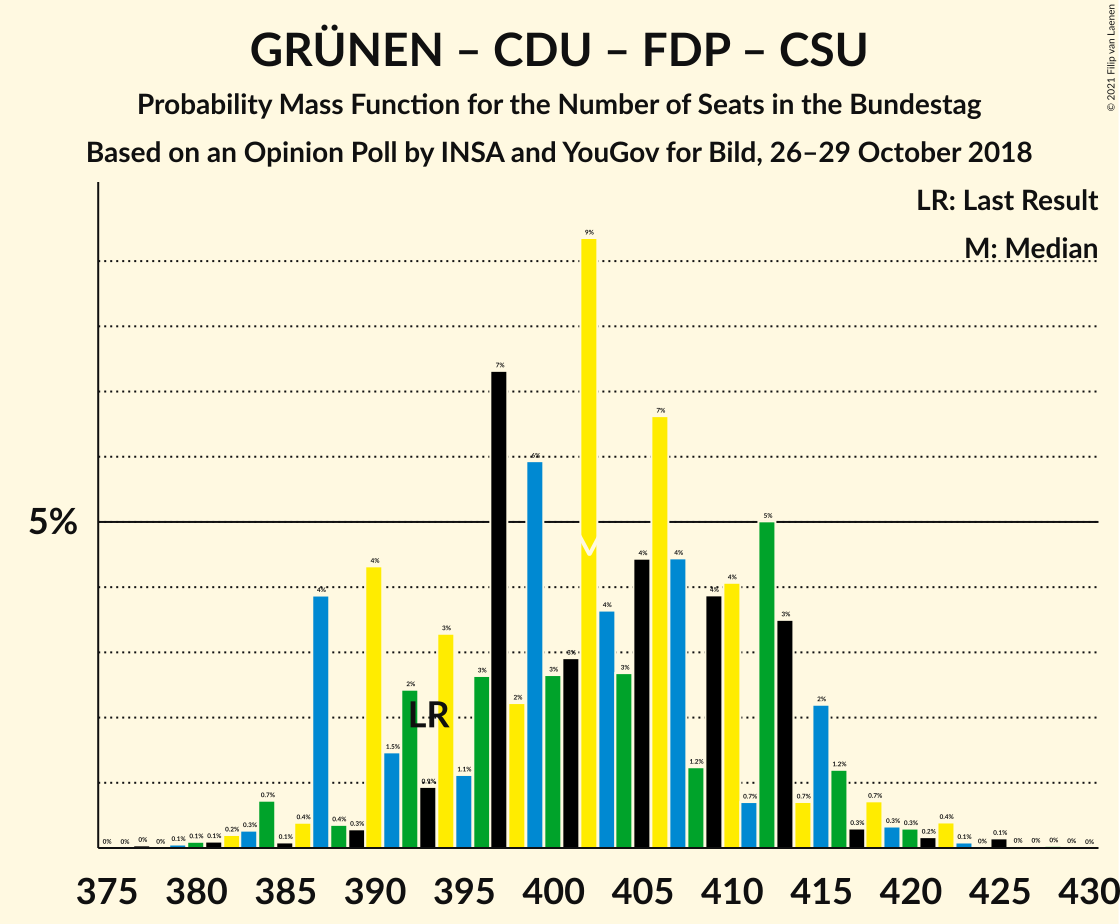 GRÜNEN – CDU – FDP – CSU
Probability Mass Function for the Number of Seats in the Bundestag
Based on an Opinion Poll by INSA and YouGov for Bild, 26–29 October 2018
© 2021 Filip van Laenen
LR: Last Result
M: Median
5%
0% 0% 0% 0% 0.1% 0.1% 0.1% 0.2% 0.3% 0.7% 0.1% 0.4% 4% 0.4% 0.3% 4% 1.5% 2% 0.9% 3% 1.1% 3% 7% 2% 6% 3% 3% 9% 4% 3% 4% 7% 4% 1.2% 4% 4% 0.7% 5% 3% 0.7% 2% 1.2% 0.3% 0.7% 0.3% 0.3% 0.2% 0.4% 0.1% 0% 0.1% 0% 0% 0% 0% 0%
LR
M
375 380 385 390 395 400 405 410 415 420 425 430